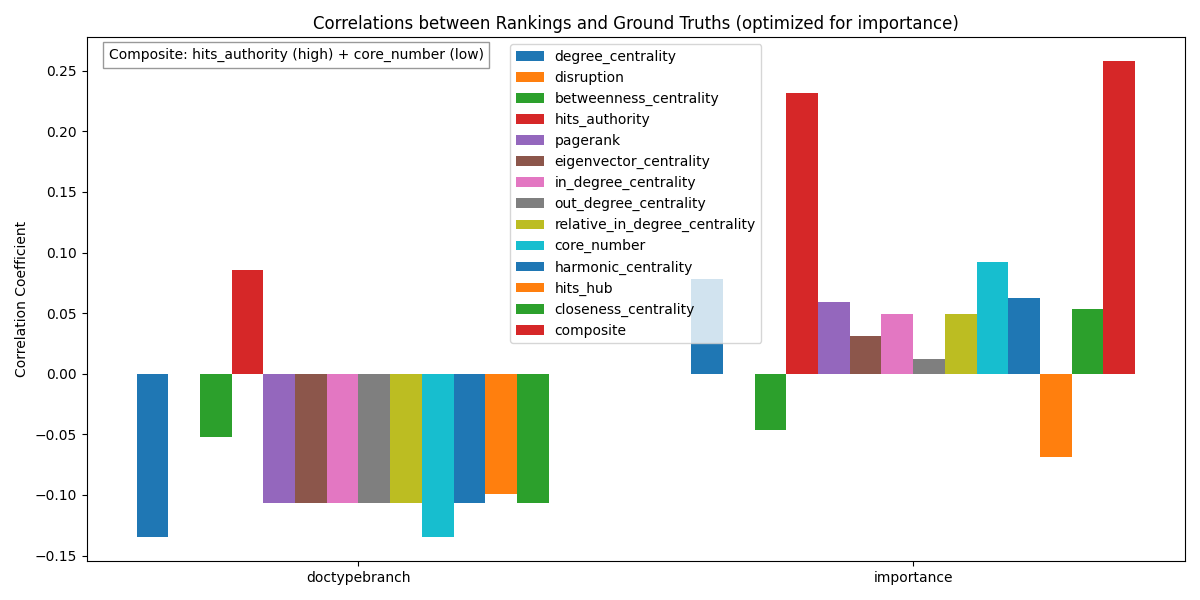 Correlations between Rankings and Ground Truths (optimized for importance)
Composite: hits_authority (high) + core_number (low)
degree_centrality
disruption
betweenness_centrality
hits_authority
pagerank
eigenvector_centrality
in_degree_centrality
out_degree_centrality
relative_in_degree_centrality
core_number
harmonic_centrality
hits_hub
closeness_centrality
composite
Correlation Coefficient
0.25
0.20
0.15
0.10
0.05
0.00
−0.05
−0.10
−0.15
doctypebranch
importance